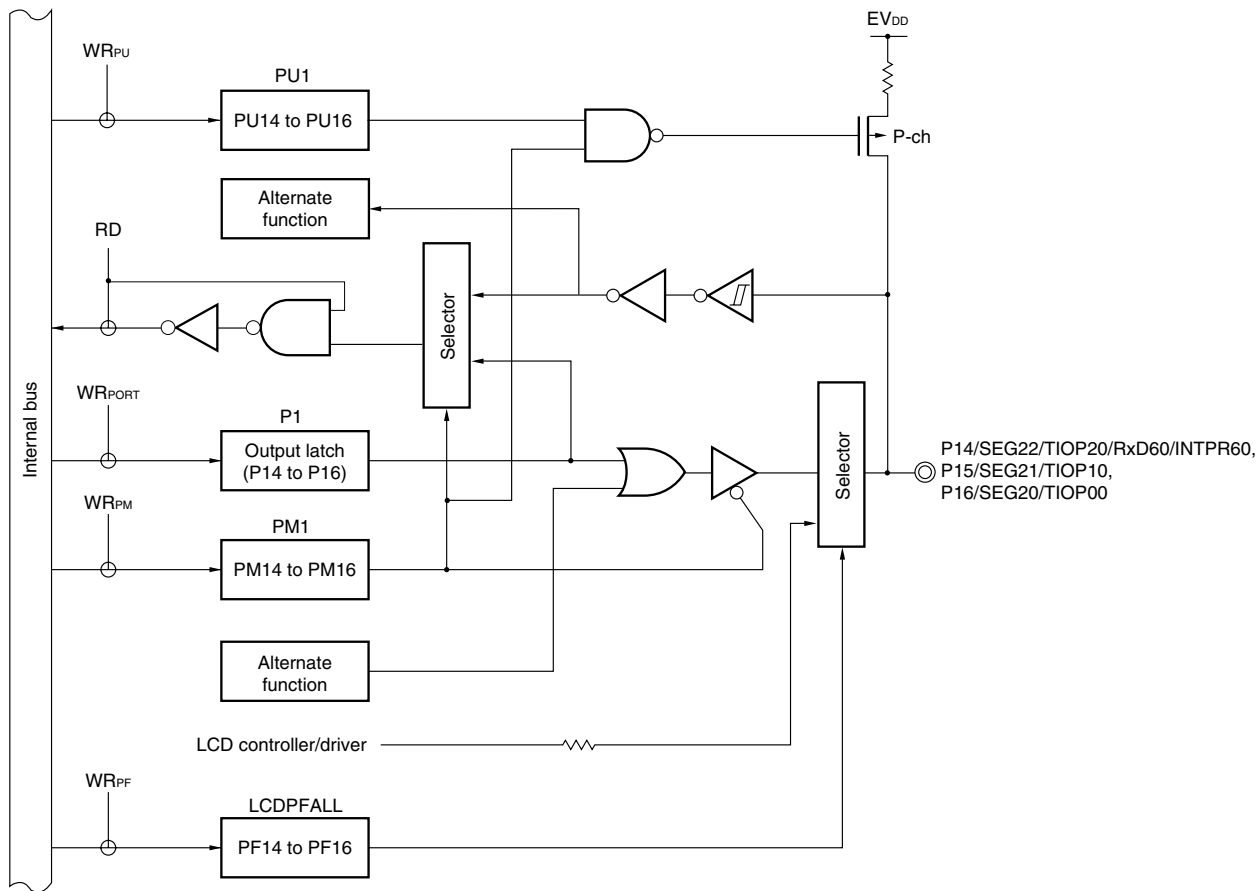 EVDD
WRPU
PU1
PU14 to PU16
P-ch
Alternate
function
RD
Selector
Internal bus
WRPORT
P1
Output latch
(P14 to P16)
Selector
P14/SEG22/TIOP20/RxD60/INTPR60,
P15/SEG21/TIOP10,
P16/SEG20/TIOP00
WRPM
PM1
PM14 to PM16
Alternate
function
LCD controller/driver
WRPF
LCDPFALL
PF14 to PF16